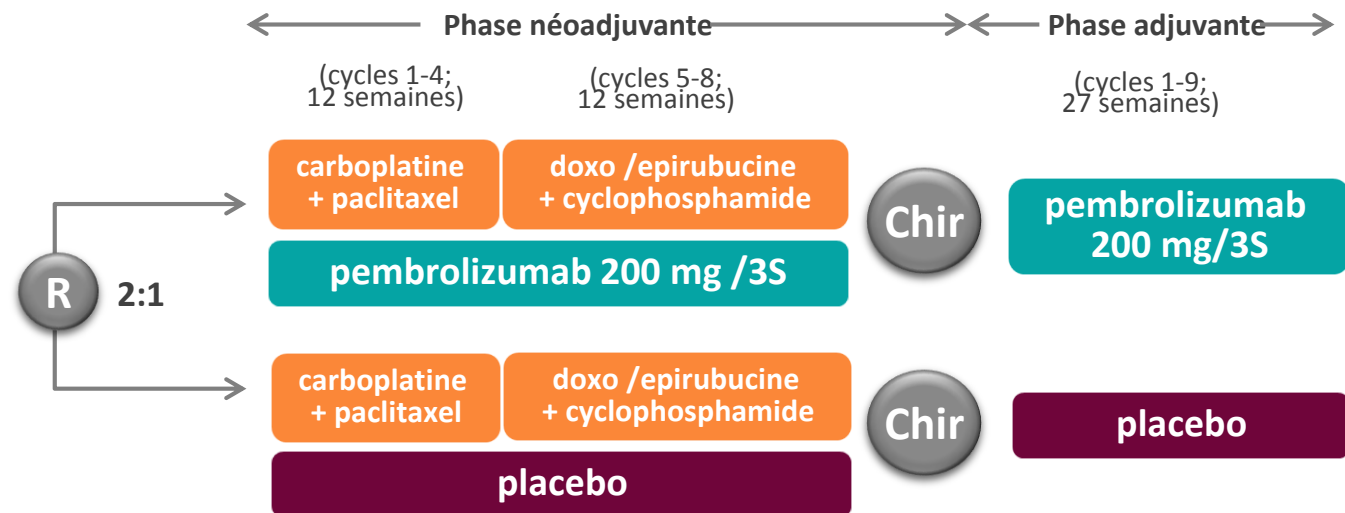 Phase néoadjuvante
Phase adjuvante
(cycles 1-4;
12 semaines)
(cycles 5-8;
12 semaines)
(cycles 1-9;
27 semaines)
carboplatine
+ paclitaxel
doxo /epirubucine
+ cyclophosphamide
pembrolizumab 200 mg /3S
Chir
pembrolizumab
200 mg/3S
R
2:1
carboplatine
+ paclitaxel
doxo /epirubucine
+ cyclophosphamide
placebo
Chir
placebo